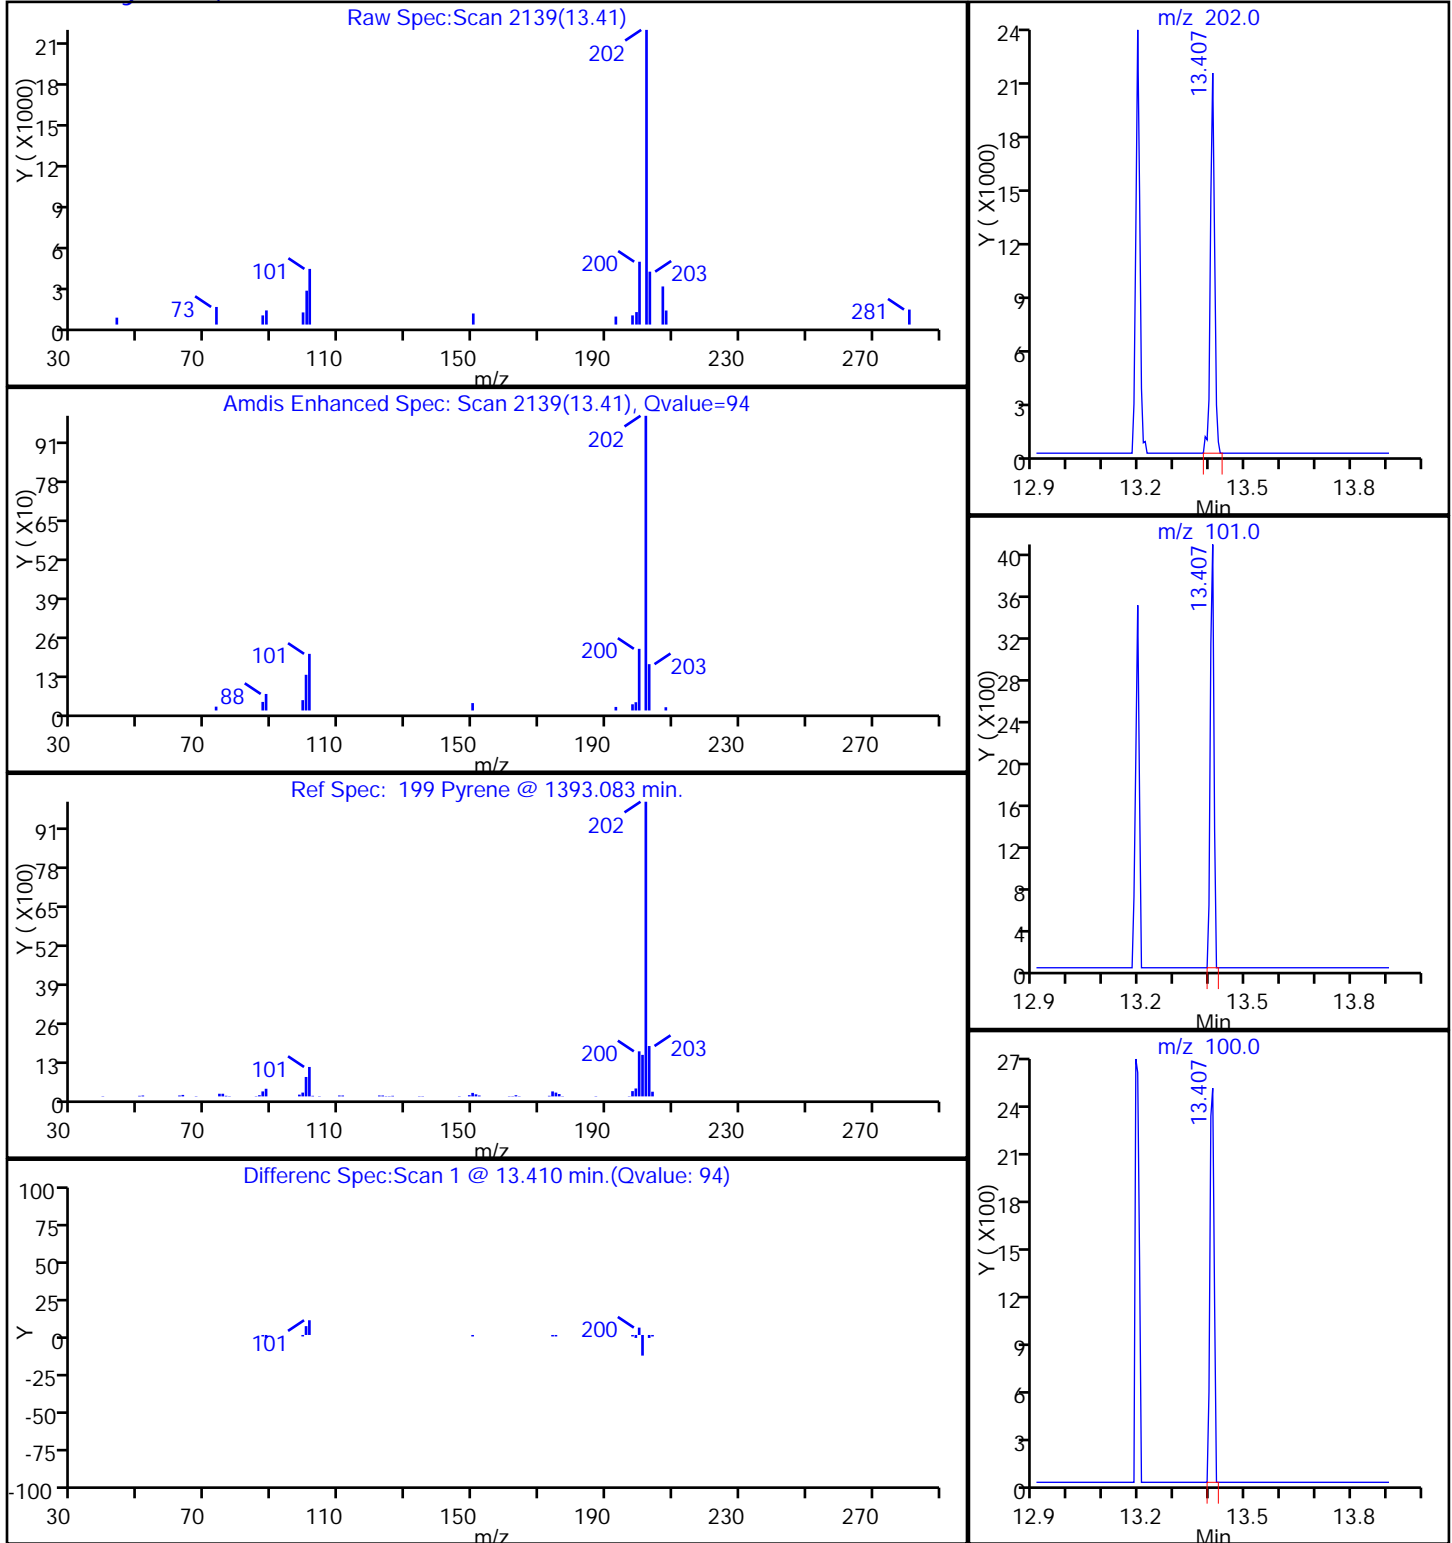 Raw Spec:Scan 2139(13.41)
Y ( X1000)
21
18
15
12
9
6
3
0
202
200
203
101
73
281
30 70 110 150 190 230 270
m/z
Amdis Enhanced Spec: Scan 2139(13.41), Qvalue=94
Y ( X10)
91
78
65
52
39
26
13
0
202
200
203
101
88
30 70 110 150 190 230 270
m/z
Ref Spec: 199 Pyrene @ 1393.083 min.
Y ( X100)
91
78
65
52
39
26
13
0
202
200
203
101
30 70 110 150 190 230 270
m/z
Differenc Spec:Scan 1 @ 13.410 min.(Qvalue: 94)
Y
100
75
50
25
0
-25
-50
-75
-100
101
200
30 70 110 150 190 230 270
m/z
m/z 202.0
Y ( X1000)
24
21
18
15
12
9
6
3
0
13.407
12.9 13.2 13.5 13.8
Min
m/z 101.0
Y ( X100)
40
36
32
28
24
20
16
12
8
4
0
13.407
12.9 13.2 13.5 13.8
Min
m/z 100.0
Y ( X100)
27
24
21
18
15
12
9
6
3
0
13.407
12.9 13.2 13.5 13.8
Min